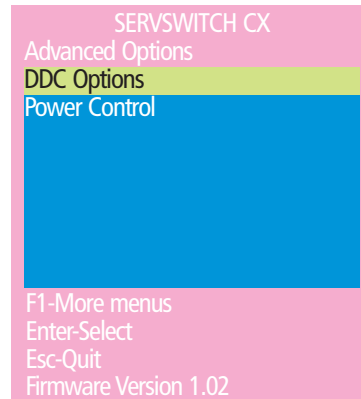 SERVSWITCH CX
Advanced Options
DDC Options
Power Control
F1-More menus
Enter-Select
Esc-Quit
Firmware Version 1.02